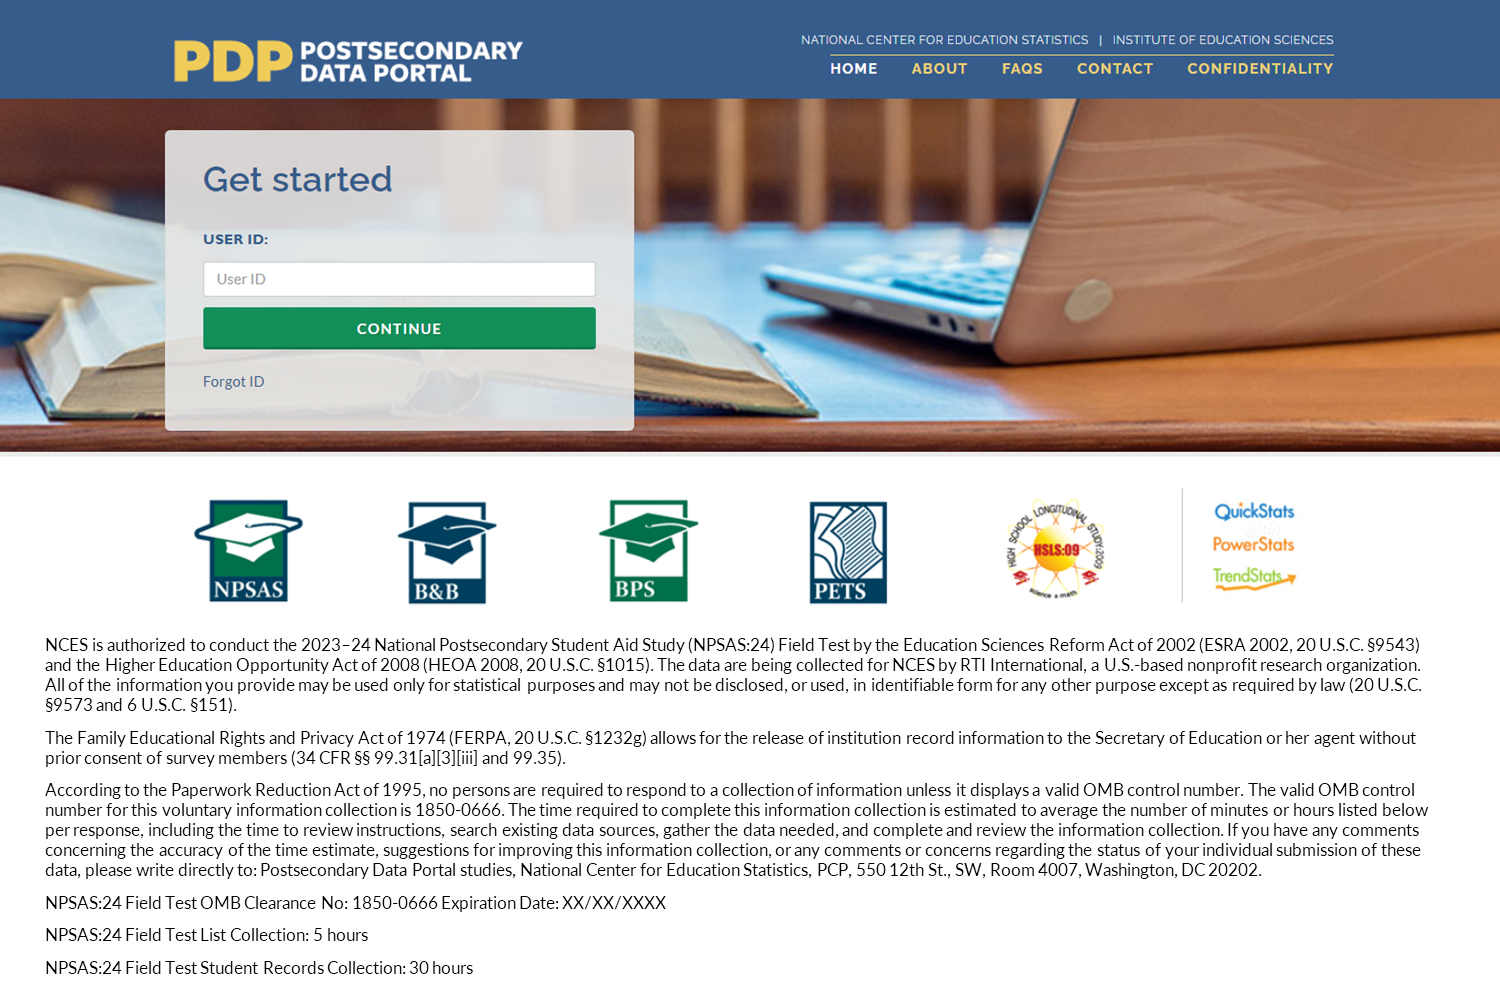 PDP POSTSECONDARY
DATA PORTAL
NATIONAL CENTER FOR EDUCATION STATISTICS | INSTITUTE OF EDUCATION SCIENCES
HOME ABOUT FAQS CONTACT CONFIDENTIALITY
Get started
USER ID:
User ID
CONTINUE
Forgot ID
NPSAS
B&B
BPS
PETS
HIGH SCHOOL LONGITUDINAL STUDY:2009
HSLS:09
science & math
QuickStats
PowerStats
TrendStats
NCES is authorized to conduct the 2023–24 National Postsecondary Student Aid Study (NPSAS:24) Field Test by the Education Sciences Reform Act of 2002 (ESRA 2002, 20 U.S.C. §9543)
and the Higher Education Opportunity Act of 2008 (HEOA 2008, 20 U.S.C. §1015). The data are being collected for NCES by RTI International, a U.S.-based nonprofit research organization.
All of the information you provide may be used only for statistical purposes and may not be disclosed, or used, in identifiable form for any other purpose except as required by law (20 U.S.C.
§9573 and 6 U.S.C. §151).
The Family Educational Rights and Privacy Act of 1974 (FERPA, 20 U.S.C. §1232g) allows for the release of institution record information to the Secretary of Education or her agent without
prior consent of survey members (34 CFR §§ 99.31[a][3][iii] and 99.35).
According to the Paperwork Reduction Act of 1995, no persons are required to respond to a collection of information unless it displays a valid OMB control number. The valid OMB control
number for this voluntary information collection is 1850-0666. The time required to complete this information collection is estimated to average the number of minutes or hours listed below
per response, including the time to review instructions, search existing data sources, gather the data needed, and complete and review the information collection. If you have any comments
concerning the accuracy of the time estimate, suggestions for improving this information collection, or any comments or concerns regarding the status of your individual submission of these
data, please write directly to: Postsecondary Data Portal studies, National Center for Education Statistics, PCP, 550 12th St., SW, Room 4007, Washington, DC 20202.
NPSAS:24 Field Test OMB Clearance No: 1850-0666 Expiration Date: XX/XX/XXXX
NPSAS:24 Field Test List Collection: 5 hours
NPSAS:24 Field Test Student Records Collection: 30 hours